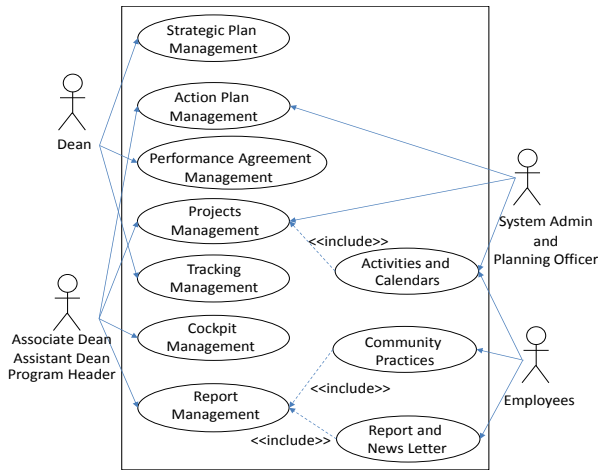 Strategic Plan
Management
Action Plan
Management
Dean
Performance Agreement
Management
Projects
Management
System Admin
and
Planning Officer
<<include>>
Activities and
Calendars
Tracking
Management
Associate Dean
Assistant Dean
Program Header
Cockpit
Management
Community
Practices
<<include>>
Employees
Report
Management
<<include>>
Report and
News Letter